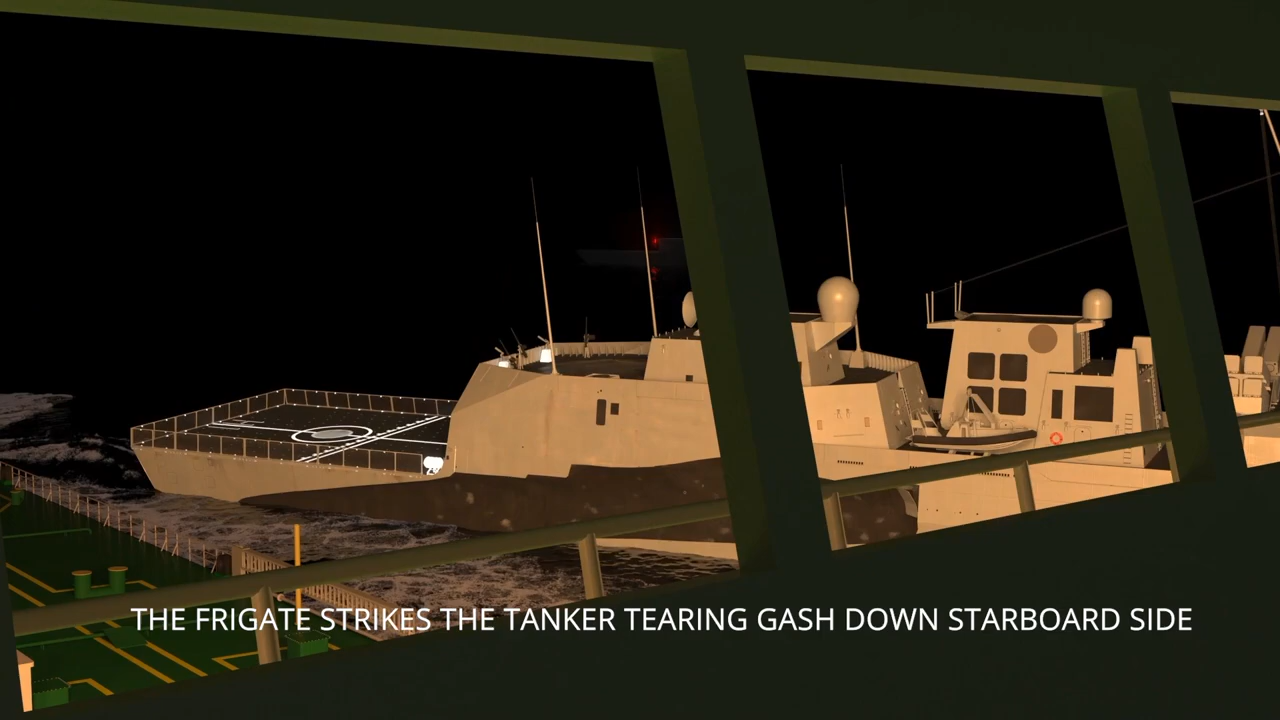 THE FRIGATE STRIKES THE TANKER TEARING GASH DOWN STARBOARD SIDE